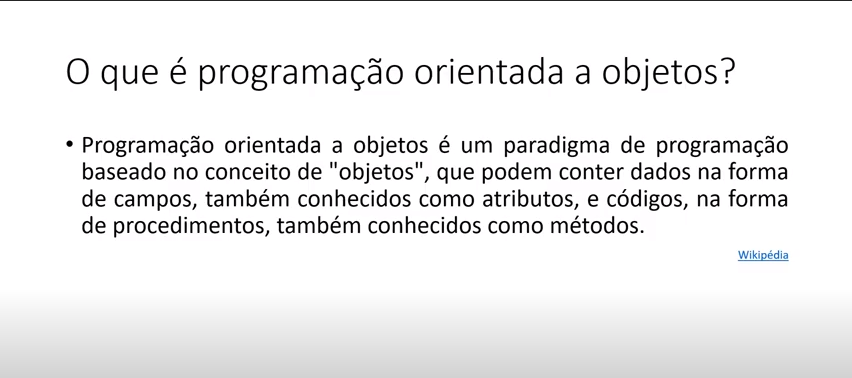 O que é programação orientada a objetos?
• Programação orientada a objetos é um paradigma de programação
baseado no conceito de "objetos", que podem conter dados na forma
de campos, também conhecidos como atributos, e códigos, na forma
de procedimentos, também conhecidos como métodos.
Wikipédia